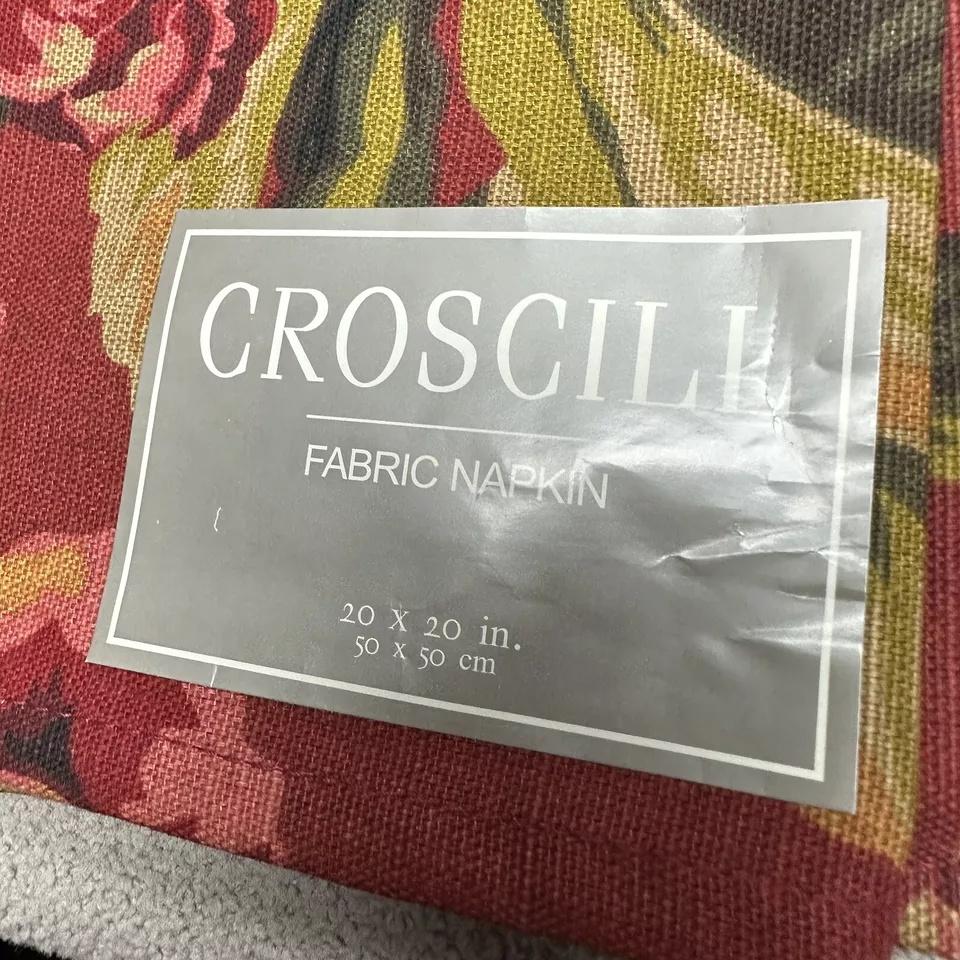 CROSCILL
FABRIC NAPKIN
20 x 20 in.
50 x 50 cm